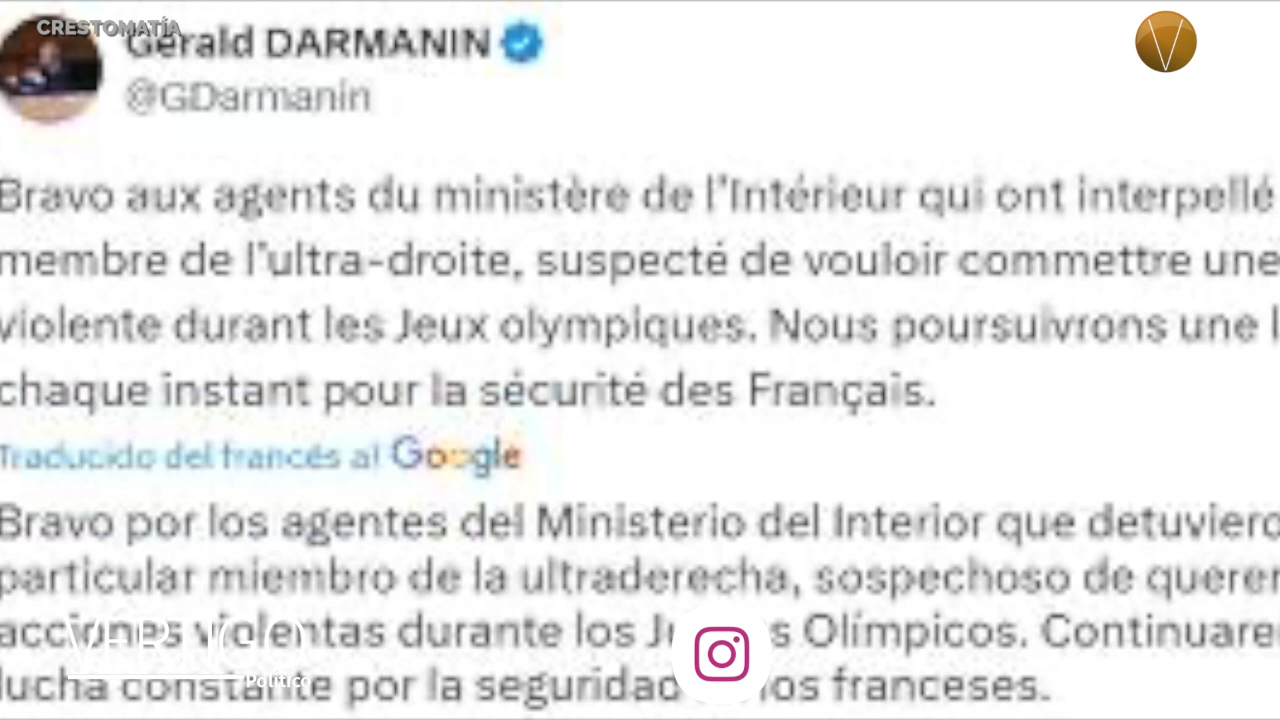 CRESTOMATÍA
Gérald DARMANIN
@GDarmanin
Bravo aux agents du ministère de l'Intérieur qui ont interpellé
membre de l'ultra-droite, suspecté de vouloir commettre une
violente durant les Jeux olympiques. Nous poursuivrons une l
chaque instant pour la sécurité des Français.
Traducido del francés al Google
Bravo por los agentes del Ministerio del Interior que detuviero
particular miembro de la ultraderecha, sospechoso de querer
acciones violentas durante los Ju s Olímpicos. Continuare
lucha constante por la seguridad los franceses.
VÉRTIGO
Político